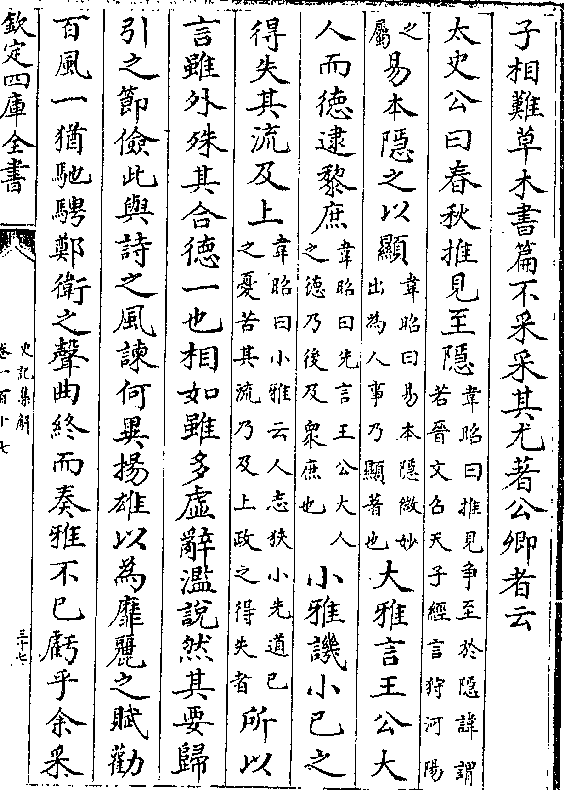 子相難草木書篇不采采其尤著公卿者云
太史公曰春秋推見至隱韋昭曰推見爭至於隱諱謂若晉文召天子經言狩河陽
之屬易本隱之以顯韋昭曰易本隱微妙出為人事乃顯著也大雅言王公大
人而徳逮黎庶韋昭曰先言王公大人之徳乃後及衆庶也小雅譏小已之
得失其流及上韋昭曰小雅云人志狹小先道已之憂苦其流乃及上政之得失者所以
言雖外殊其合徳一也相如雖多虛辭濫說然其要歸
引之節儉此與詩之風諫何異揚雄以為靡麗之賦勸
百風一猶馳騁鄭衛之聲曲終而奏雅不已虧乎余采
欽定四庫全書
史記集解
卷一百十七
三十七